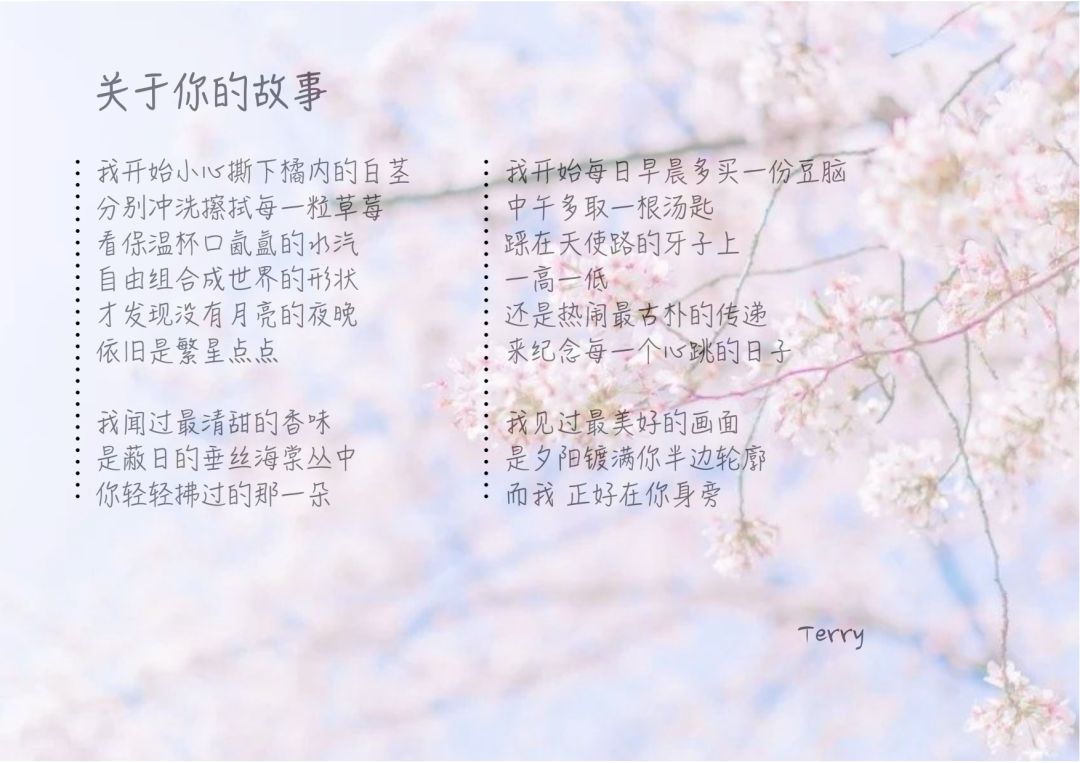 关于你的故事
我开始小心撕下橘内的白茎
分别冲洗擦拭每一粒草莓
看保温杯口氤氲的水汽
自由组合成世界的形状
才发现没有月亮的夜晚
依旧是繁星点点
我闻过最清甜的香味
是蔽日的垂丝海棠丛中
你轻轻拂过的那一朵
我开始每日早晨多买一份豆脑
中午多取一根汤匙
踩在天使路的牙子上
一高一低
还是热闹最古朴的传递
来纪念每一个心跳的日子
我见过最美好的画面
是夕阳镀满你半边轮廓
而我 正好在你身旁
Terry